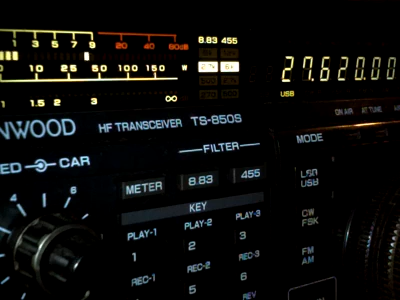 1 3 5 7 9 20 40 60dB
0 10 25 50 100 150 W
1 1.5 2 3 ∞
8.83 455
6k
27.620.00
USB
ON AIR AT TUNE
NWOOD HF TRANSCEIVER TS-850S
ED CAR
FILTER
METER 8.83 455
MODE
LSB
USB
CW
FSK
FM
AM
KEY
PLAY-1 PLAY-2 PLAY-3
1 2 3
REC-1 REC-2 REC-3
5 6
REV
4 6